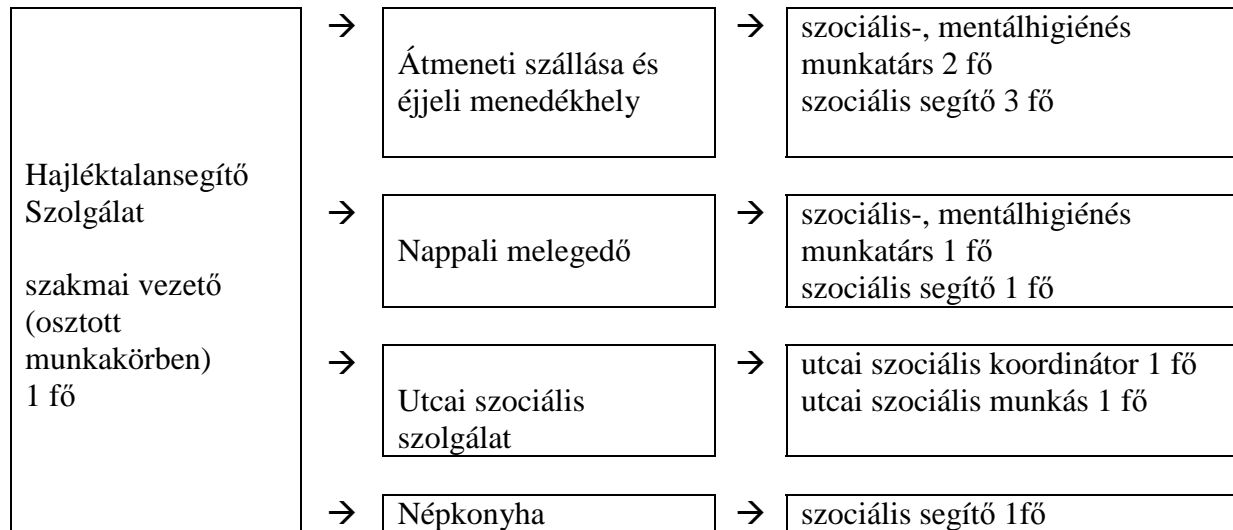 Hajléktalansegítő
Szolgálat
szakmai vezető
(osztott
munkakörben)
1 fő
→
Átmeneti szállása és
éjjeli menedékhely
→
szociális-, mentálhigiénés
munkatárs 2 fő
szociális segítő 3 fő
→
Nappali melegedő
→
szociális-, mentálhigiénés
munkatárs 1 fő
szociális segítő 1 fő
→
Utcai szociális
szolgálat
→
utcai szociális koordinátor 1 fő
utcai szociális munkás 1 fő
→
Népkonyha
→
szociális segítő 1fő